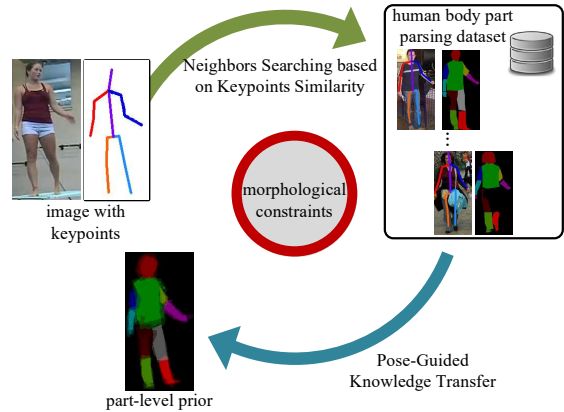 human body part
parsing dataset
Neighbors Searching based
on Keypoints Similarity
image with
keypoints
morphological
constraints
Pose-Guided
Knowledge Transfer
part-level prior